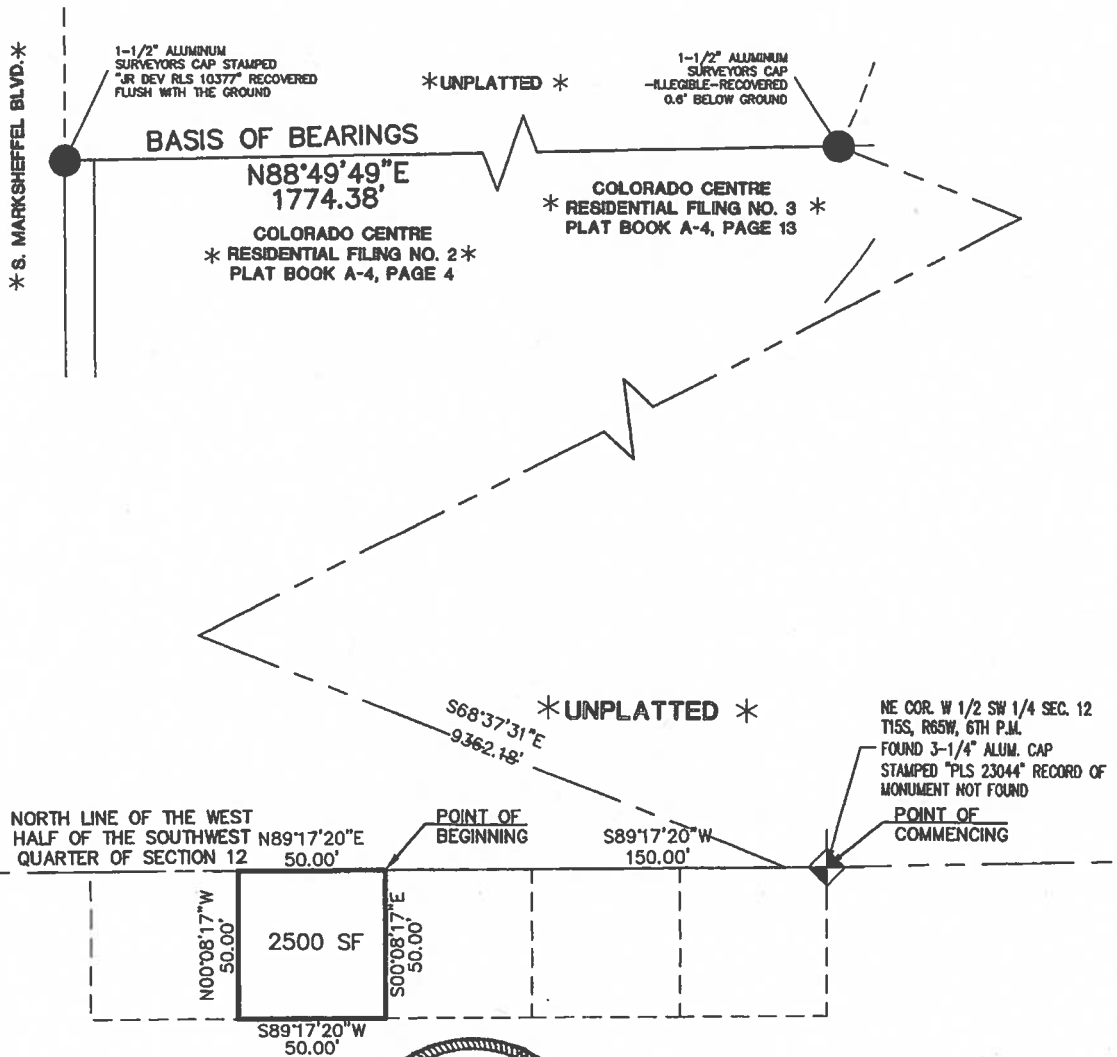 *S. MARKSHEFFEL BLVD.*
1-1/2" ALUMINUM
SURVEYORS CAP STAMPED
"JR DEV RLS 10377" RECOVERED
FLUSH WITH THE GROUND
*UNPLATTED *
1-1/2" ALUMINUM
SURVEYORS CAP
-ILLEGIBLE-RECOVERED
0.6' BELOW GROUND
BASIS OF BEARINGS
N88°49'49"E
1774.38'
COLORADO CENTRE
* RESIDENTIAL FILING NO. 2 *
PLAT BOOK A-4, PAGE 4
COLORADO CENTRE
* RESIDENTIAL FILING NO. 3 *
PLAT BOOK A-4, PAGE 13
S68°37'31"E
9362.18'
*UNPLATTED *
NE COR. W 1/2 SW 1/4 SEC. 12
T15S, R65W, 6TH P.M.
FOUND 3-1/4" ALUM. CAP
STAMPED "PLS 23044" RECORD OF
MONUMENT NOT FOUND
POINT OF
COMMENCING
NORTH LINE OF THE WEST
HALF OF THE SOUTHWEST
QUARTER OF SECTION 12
N89°17'20"E
50.00'
POINT OF
BEGINNING
S89°17'20"W
150.00'
N00°08'17"W
50.00'
2500 SF
S00°08'17"E
50.00'
S89°17'20"W
50.00'